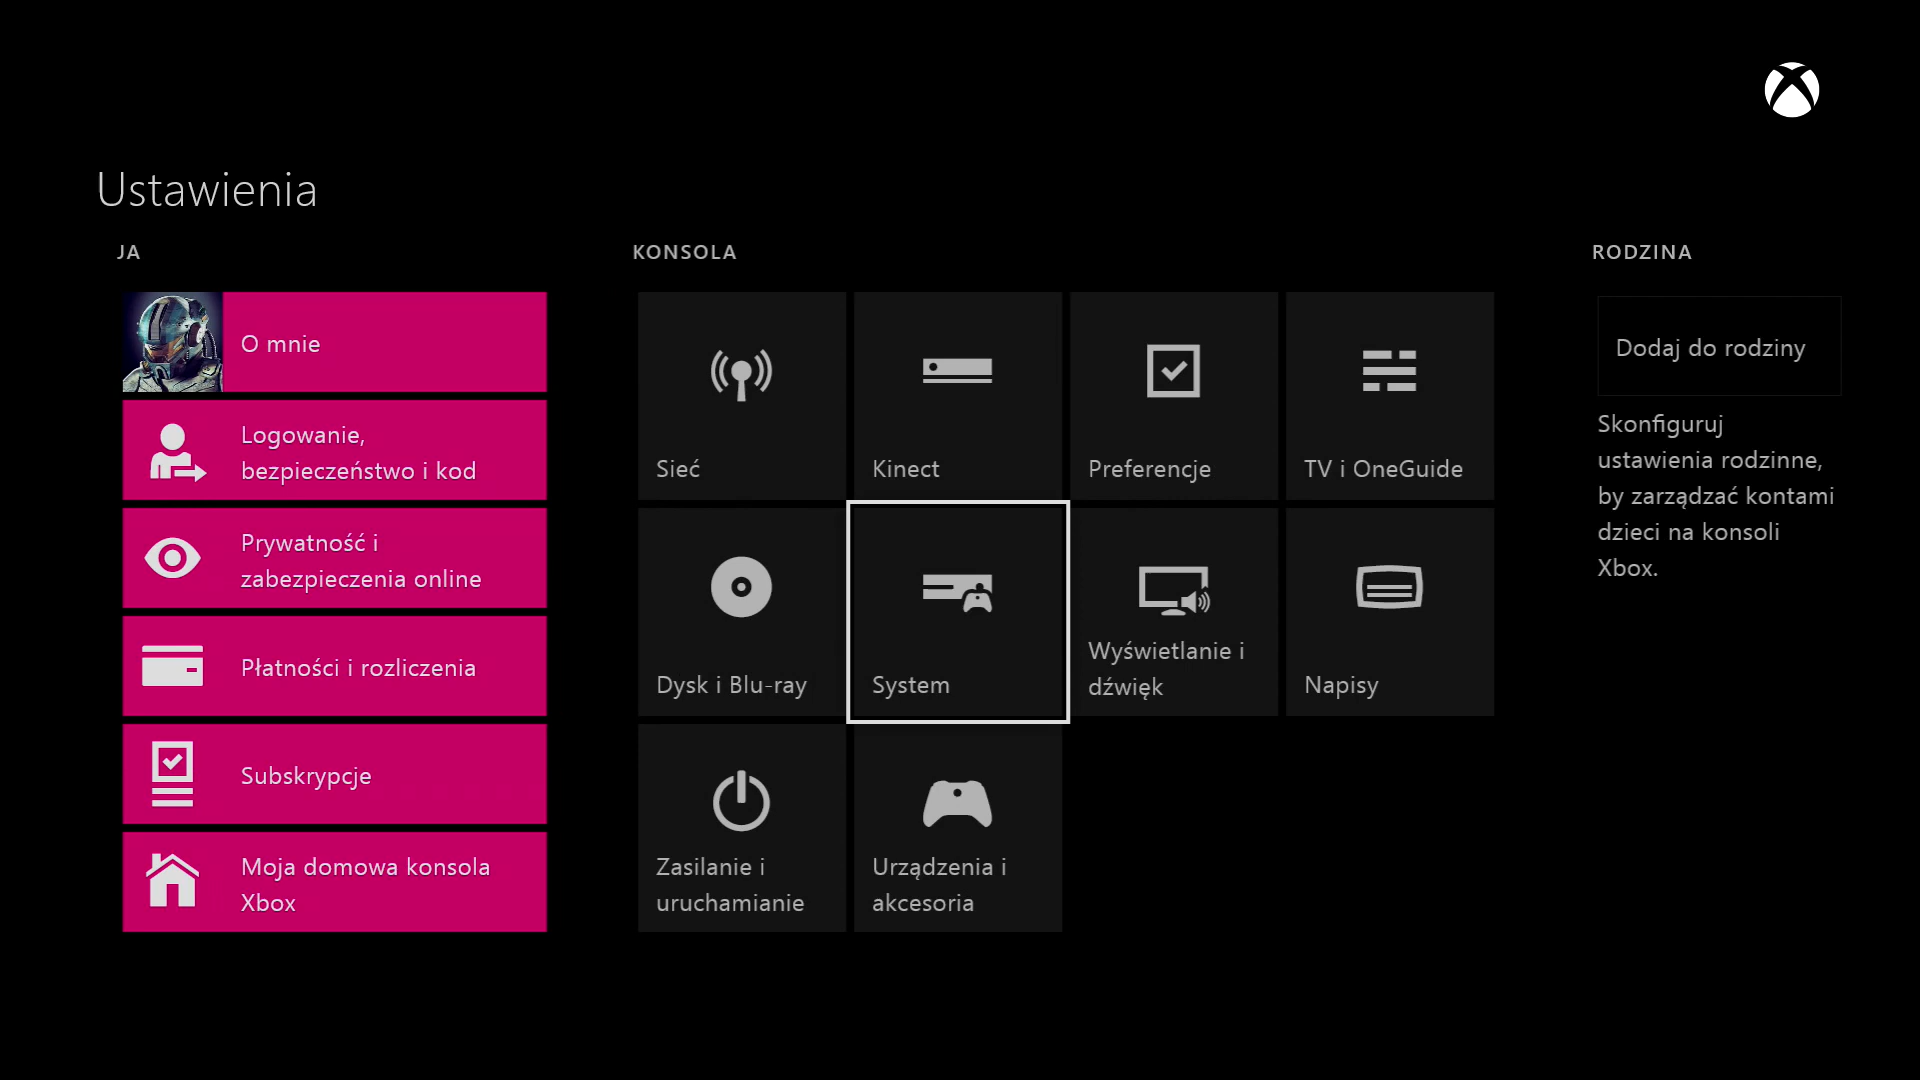 Ustawienia
JA
O mnie
Logowanie,
bezpieczeństwo i kod
Prywatność i
zabezpieczenia online
Płatności i rozliczenia
Subskrypcje
Moja domowa konsola
Xbox
KONSOLA
Sieć
Kinect
Preferencje
TV i OneGuide
Dysk i Blu-ray
System
Wyświetlanie i
dźwięk
Napisy
Zasilanie i
uruchamianie
Urządzenia i
akcesoria
RODZINA
Dodaj do rodziny
Skonfiguruj
ustawienia rodzinne,
by zarządzać kontami
dzieci na konsoli
Xbox.